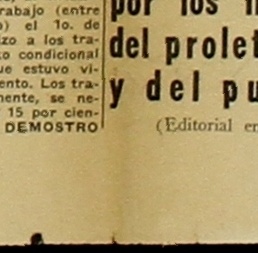 rabajo (entre
) el 1o. de
zo a los tra-
o condicional
ue estuvo vi-
ento. Los tra-
mente, se ne-
15 por cien-
DEMOSTRO
por los
del prolet
y del pu
(Editorial en